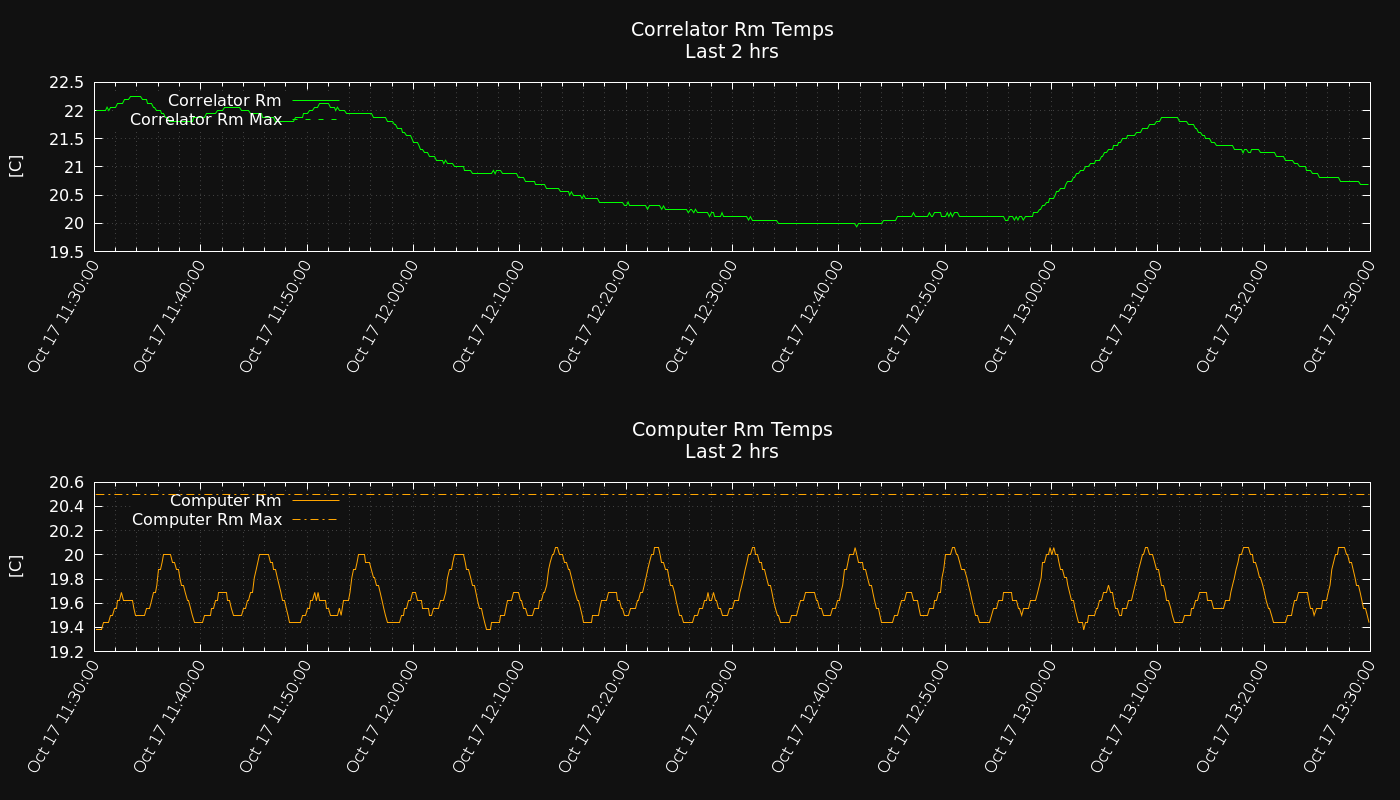 Correlator Rm Temps
Last 2 hrs
22.5
22
21.5
21
20.5
20
19.5
[C]
Correlator Rm
Correlator Rm Max
Oct 17 11:30:00
Oct 17 11:40:00
Oct 17 11:50:00
Oct 17 12:00:00
Oct 17 12:10:00
Oct 17 12:20:00
Oct 17 12:30:00
Oct 17 12:40:00
Oct 17 12:50:00
Oct 17 13:00:00
Oct 17 13:10:00
Oct 17 13:20:00
Oct 17 13:30:00
Computer Rm Temps
Last 2 hrs
20.6
20.4
20.2
20
19.8
19.6
19.4
19.2
[C]
Computer Rm
Computer Rm Max
Oct 17 11:30:00
Oct 17 11:40:00
Oct 17 11:50:00
Oct 17 12:00:00
Oct 17 12:10:00
Oct 17 12:20:00
Oct 17 12:30:00
Oct 17 12:40:00
Oct 17 12:50:00
Oct 17 13:00:00
Oct 17 13:10:00
Oct 17 13:20:00
Oct 17 13:30:00